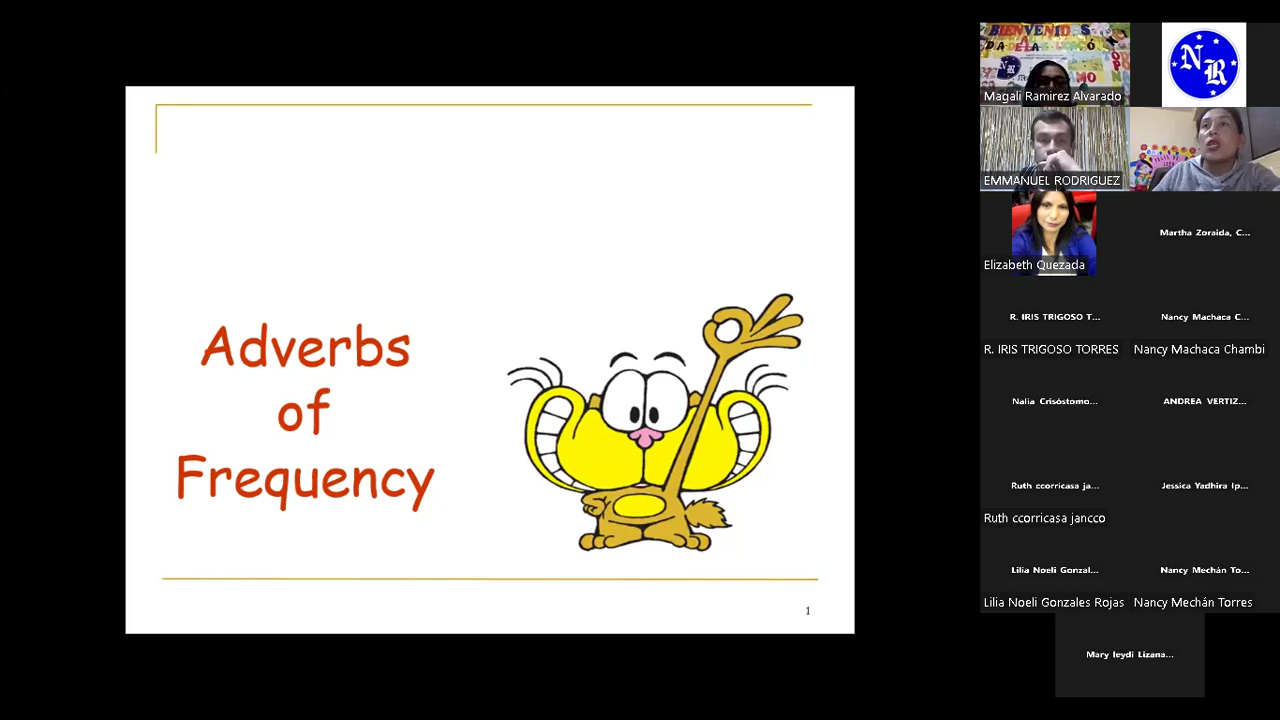 Adverbs
of
Frequency
1
BIENVENIDOS
Magali Ramirez Alvarado
N
R
EMMANUEL RODRIGUEZ
Elizabeth Quezada
Martha Zoraida, C...
R. IRIS TRIGOSO T...
R. IRIS TRIGOSO TORRES
Nancy Machaca C...
Nancy Machaca Chambi
Nalia Crisóstomo...
ANDREA VERTIZ...
Ruth ccorricasa ja...
Ruth ccorricasa jancco
Jessica Yadhira Ip...
Lilia Noeli Gonzal...
Lilia Noeli Gonzales Rojas
Nancy Mechán To...
Nancy Mechán Torres
Mary leydi Lizana...